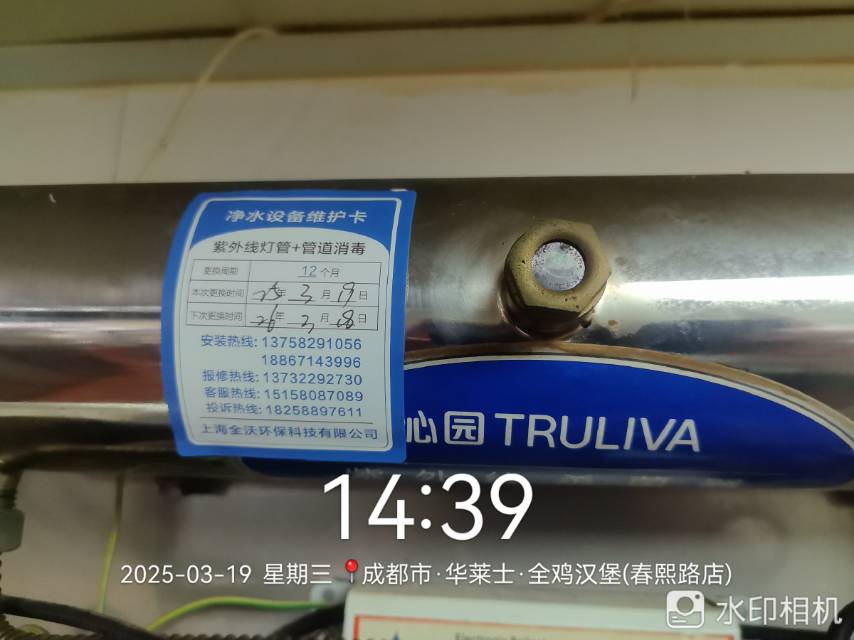 净水设备维护卡
紫外线灯管+管道消毒
更换周期 12个月
本次更换时间 25年 3月 19日
下次更换时间 26年 3月 18日
安装热线: 13758291056
18867143996
报修热线: 13732292730
客服热线: 15158087089
投诉热线: 18258897611
上海全沃环保科技有限公司
心园 TRULIVA
14:39
2025-03-19 星期三 成都市·华莱士·全鸡汉堡(春熙路店)
水印相机